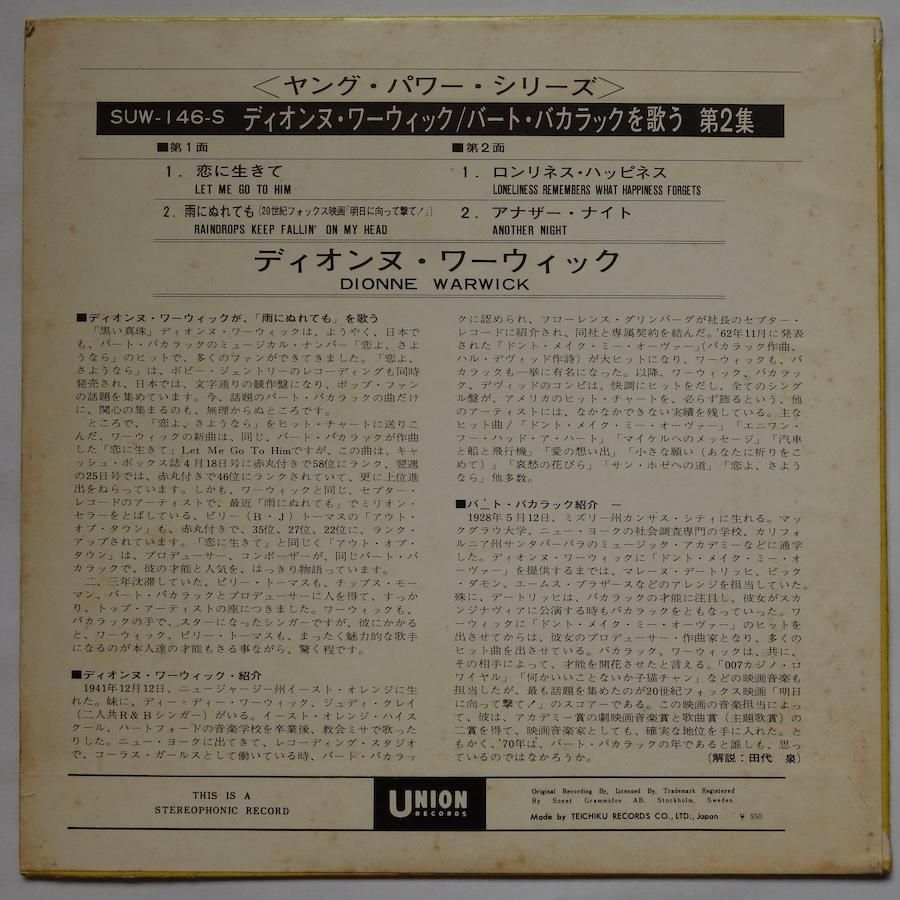 <ヤング・パワー・シリーズ>
SUW-146-S ディオンヌ・ワーウィック/バート・バカラックを歌う 第2集
■第1面
1. 恋に生きて
LET ME GO TO HIM
2. 雨にぬれても(20世紀フォックス映画「明日に向って撃て!」)
RAINDROPS KEEP FALLIN' ON MY HEAD
■第2面
1. ロンリネス・ハッピネス
LONELINESS REMEMBERS WHAT HAPPINESS FORGETS
2. アナザー・ナイト
ANOTHER NIGHT
ディオンヌ・ワーウィック
DIONNE WARWICK
■ディオンヌ・ワーウィックが、「雨にぬれても」を歌う
「黒い真珠」ディオンヌ・ワーウィックは、ようやく、日本で
も、バート・バカラックのミュージカル・ナンバー「恋よ、さよ
うなら」のヒットで、多くのファンができてきました。「恋よ、
さようなら」は、ボビー・ジェントリーのレコーディングも同時
発売され、日本では、文字通りの競作盤になり、ポップ・ファン
の話題を集めています。今、話題のバート・バカラックの曲だけ
に、関心の集まるのも、無理からぬところです。
ところで、「恋よ、さようなら」をヒット・チャートに送りこ
んだ、ワーウィックの新曲は、同じ、バート・バカラックが作曲
した「恋に生きて」Let Me Go To Himですが、この曲は、キャ
ッシュ・ボックス誌4月18日号に赤丸付きで58位にランク、翌週
の25日号では、赤丸付きで46位にランクされていて、更に上位進
出をねらっています。しかも、ワーウィックと同じ、セプター・
レコードのアーティストで、最近「雨にぬれても」でミリオン・
セラーをとばしている、ビリー(B・J)トーマスの「アウト・
オブ・タウン」も、赤丸付きで、35位、27位、22位に、ランク・
アップされています。「恋に生きて」と同じく「アウト・オブ・
タウン」は、プロデューサー、コンポーザーが、同じバート・バ
カラックで、彼の才能と人気を、はっきり物語っています。
二、三年沈滞していた、ビリー・トーマスも、チップス・モー
マン、バート・バカラックとプロデューサーに人を得て、すっか
り、トップ・アーティストの座につきました。ワーウィックも、
バカラックの手で、スターになったシンガーですが、彼にかかる
と、ワーウィック、ビリー・トーマスも、まったく魅力的な歌手
になるのが本人達の才能もさる事ながら、驚く程です。
■ディオンヌ・ワーウィック・紹介
1941年12月12日、ニュージャージー州イースト・オレンジに生
れた。妹に、ディー・ディー・ワーウィック、ジュディ・クレイ
(二人共R&Bシンガー)がいる。イースト・オレンジ・ハイス
クール、ハートフォードの音楽学校を卒業後、教会ミサで歌った
りした。ニュー・ヨークに出てきて、レコーディング・スタジオ
で、コーラス・ガールスとして働いている時、バート・バカラッ
クに認められ、フローレンス・グリンバーグが社長のセプター・
レコードに紹介され、同社と専属契約を結んだ。'62年11月に発表
された「ドント・メイク・ミー・オーヴァー」(バカラック作曲、
ハル・デヴィッド作詩)が大ヒットになり、ワーウィックも、バ
カラックも一挙に有名になった。以降、ワーウィック、バカラッ
ク、デヴィッドのコンビは、快調にヒットをだし、全てのシング
ル盤が、アメリカのヒット・チャートを、必らず飾るという、他
のアーティストには、なかなかできない実績を残している。主な
ヒット曲/「ドント・メイク・ミー・オーヴァー」「エニワン・
フー・ハッド・ア・ハート」「マイケルへのメッセージ」「汽車
と船と飛行機」「愛の想い出」「小さな願い(あなたに祈りをこ
めて)」「哀愁の花びら」「サン・ホゼへの道」「恋よ、さよう
なら」他多数。
■バート・バカラック紹介 ー
1928年5月12日、ミズリー州カンサス・シティに生れる。マッ
クグラウ大学、ニュー・ヨークの社会調査専門の学校、カリフォ
ルニア州サンタバーバラのミュージック・アカデミーなどに通学
した。ディオンヌ・ワーウィックに「ドント・メイク・ミー・オ
ーヴァー」を提供するまでは、マレーヌ・デートリッヒ、ビック
・ダモン、エームス・ブラザースなどのアレンジを担当していた。
殊に、デートリッヒは、バカラックの才能に注目し、彼女がスカ
ンジナヴィアに公演する時もバカラックをともなっていった。ワ
ーウィックに「ドント・メイク・ミー・オーヴァー」のヒットを
出させてからは、彼女のプロデューサー・作曲家となり、多くの
ヒット曲を出させている。バカラック、ワーウィックは、共に、
その相手によって、才能を開花させたと言える。「007カジノ・ロ
ワイヤル」「何かいいことないか子猫チャン」などの映画音楽も
担当したが、最も話題を集めたのが20世紀フォックス映画「明日
に向って撃て!」のスコアーである。この映画の音楽担当によっ
て、彼は、アカデミー賞の劇映画音楽賞と歌曲賞(主題歌賞)の
二賞を得て、映画音楽家としても、確実な地位を手に入れた。と
もかく、'70年は、バート・バカラックの年であると誰しも、思っ
ているのではなかろうか。 (解説:田代 泉)
THIS IS A
STEREOPHONIC RECORD
UNION
RECORDS
Original Recording By, Licensed By, Trademark Registered
By Sonet Grammofon AB, Stockholm, Sweden.
Made by TEICHIKU RECORDS CO., LTD., Japan ¥ 550